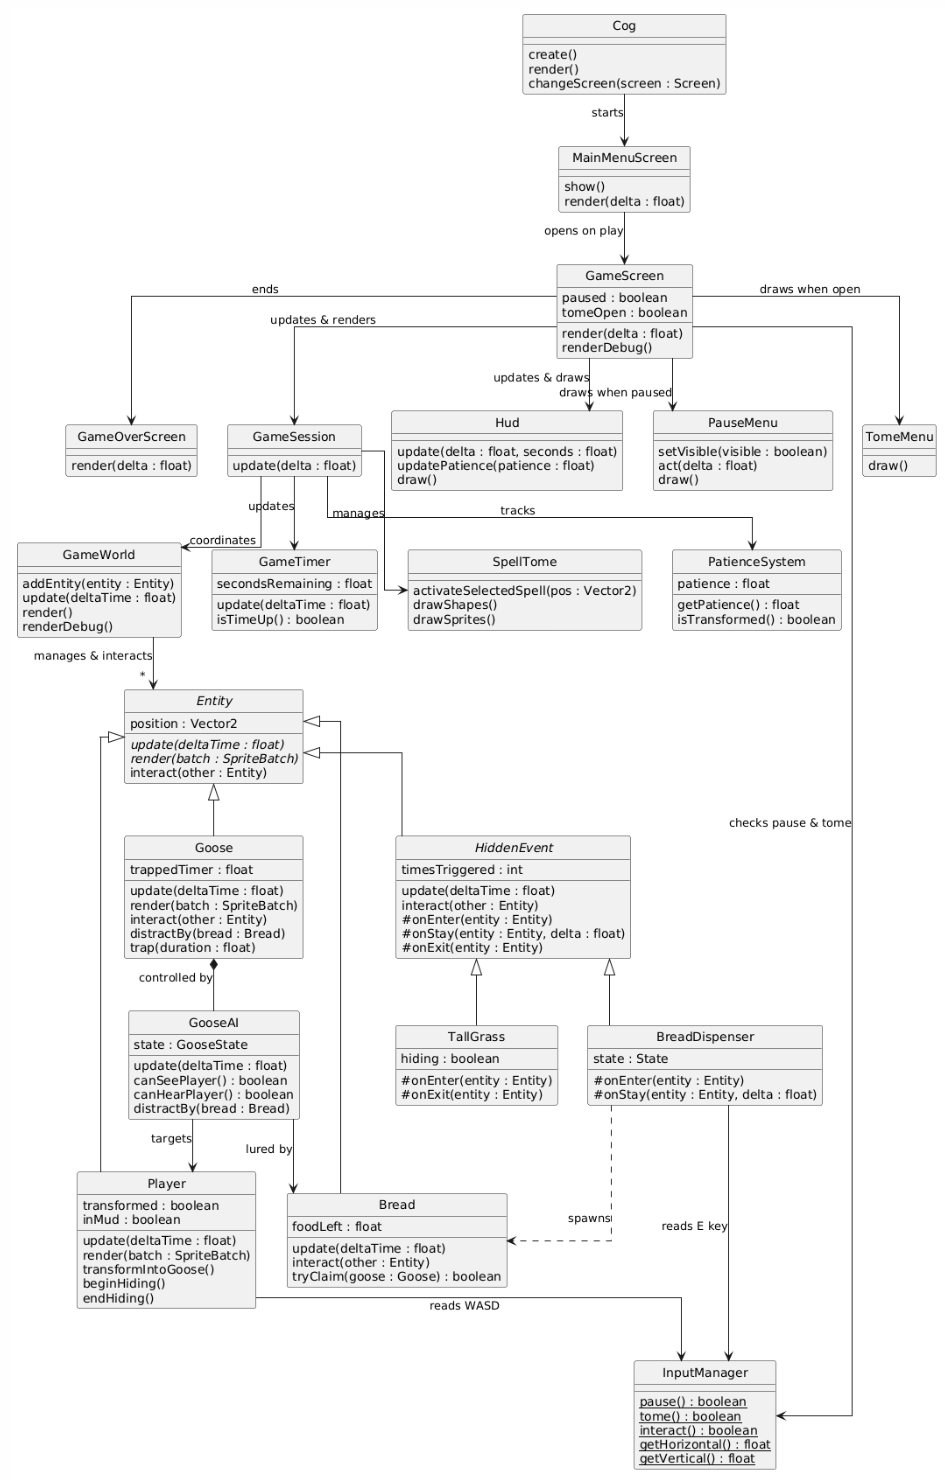 Cog
create()
render()
changeScreen(screen : Screen)
starts
MainMenuScreen
show()
render(delta : float)
opens on play
GameScreen
paused : boolean
tomeOpen : boolean
render(delta : float)
renderDebug()
ends
draws when open
updates & renders
updates & draws
draws when paused
GameOverScreen
render(delta : float)
GameSession
update(delta : float)
Hud
update(delta : float, seconds : float)
updatePatience(patience : float)
draw()
PauseMenu
setVisible(visible : boolean)
act(delta : float)
draw()
TomeMenu
draw()
coordinates
updates
manages
tracks
GameWorld
addEntity(entity : Entity)
update(deltaTime : float)
render()
renderDebug()
GameTimer
secondsRemaining : float
update(deltaTime : float)
isTimeUp() : boolean
SpellTome
activateSelectedSpell(pos : Vector2)
drawShapes()
drawSprites()
PatienceSystem
patience : float
getPatience() : float
isTransformed() : boolean
manages & interacts
*
Entity
position : Vector2
update(deltaTime : float)
render(batch : SpriteBatch)
interact(other : Entity)
checks pause & tome
Goose
trappedTimer : float
update(deltaTime : float)
render(batch : SpriteBatch)
interact(other : Entity)
distractBy(bread : Bread)
trap(duration : float)
HiddenEvent
timesTriggered : int
update(deltaTime : float)
interact(other : Entity)
#onEnter(entity : Entity)
#onStay(entity : Entity, delta : float)
#onExit(entity : Entity)
controlled by
GooseAI
state : GooseState
update(deltaTime : float)
canSeePlayer() : boolean
canHearPlayer() : boolean
distractBy(bread : Bread)
TallGrass
hiding : boolean
#onEnter(entity : Entity)
#onExit(entity : Entity)
BreadDispenser
state : State
#onEnter(entity : Entity)
#onStay(entity : Entity, delta : float)
targets
lured by
Player
transformed : boolean
inMud : boolean
update(deltaTime : float)
render(batch : SpriteBatch)
transformIntoGoose()
beginHiding()
endHiding()
Bread
foodLeft : float
update(deltaTime : float)
interact(other : Entity)
tryClaim(goose : Goose) : boolean
spawns
reads E key
reads WASD
InputManager
pause() : boolean
tome() : boolean
interact() : boolean
getHorizontal() : float
getVertical() : float